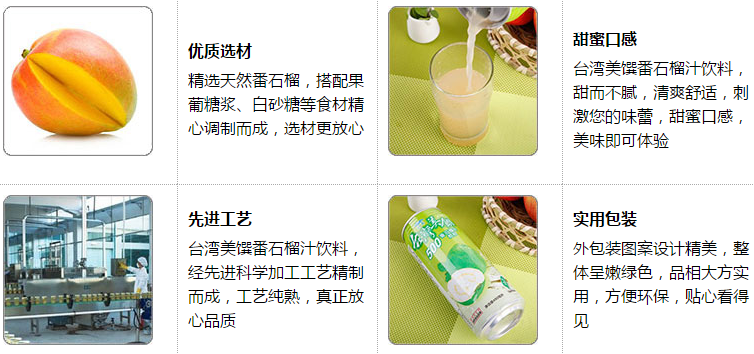 优质选材
精选天然番石榴，搭配果
葡糖浆、白砂糖等食材精
心调制而成，选材更放心
甜蜜口感
台湾美馔番石榴汁饮料，
甜而不腻，清爽舒适，刺
激您的味蕾，甜蜜口感，
美味即可体验
先进工艺
台湾美馔番石榴汁饮料，
经先进科学加工工艺精制
而成，工艺纯熟，真正放
心品质
实用包装
外包装图案设计精美，整
体呈嫩绿色，品相大方实
用，方便环保，贴心看得
见
500